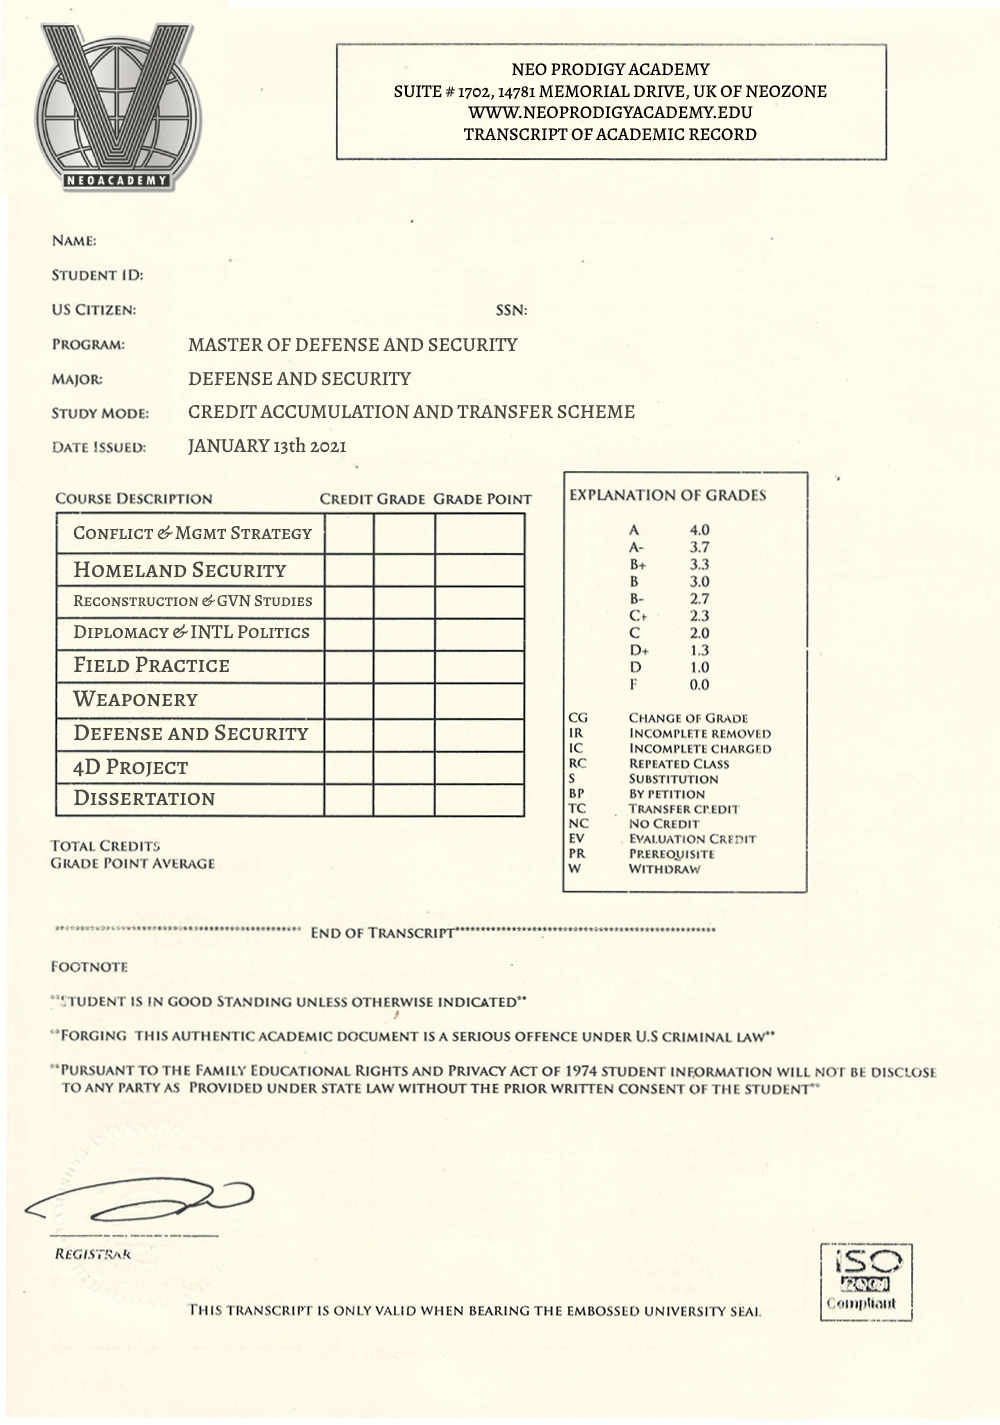 NEOACADEMY
NEO PRODIGY ACADEMY
SUITE # 1702, 14781 MEMORIAL DRIVE, UK OF NEOZONE
WWW.NEOPRODIGYACADEMY.EDU
TRANSCRIPT OF ACADEMIC RECORD
NAME:
STUDENT ID:
US CITIZEN: SSN:
PROGRAM: MASTER OF DEFENSE AND SECURITY
MAJOR: DEFENSE AND SECURITY
STUDY MODE: CREDIT ACCUMULATION AND TRANSFER SCHEME
DATE ISSUED: JANUARY 13th 2021
COURSE DESCRIPTION CREDIT GRADE GRADE POINT
CONFLICT & MGMT STRATEGY
HOMELAND SECURITY
RECONSTRUCTION & GVN STUDIES
DIPLOMACY & INTL POLITICS
FIELD PRACTICE
WEAPONERY
DEFENSE AND SECURITY
4D PROJECT
DISSERTATION
TOTAL CREDITS
GRADE POINT AVERAGE
EXPLANATION OF GRADES
A 4.0
A- 3.7
B+ 3.3
B 3.0
B- 2.7
C+ 2.3
C 2.0
D+ 1.3
D 1.0
F 0.0
CG CHANGE OF GRADE
IR INCOMPLETE REMOVED
IC INCOMPLETE CHARGED
RC REPEATED CLASS
S SUBSTITUTION
BP BY PETITION
TC TRANSFER CREDIT
NC NO CREDIT
EV EVALUATION CREDIT
PR PREREQUISITE
W WITHDRAW
END OF TRANSCRIPT
FOOTNOTE
**STUDENT IS IN GOOD STANDING UNLESS OTHERWISE INDICATED**
**FORGING THIS AUTHENTIC ACADEMIC DOCUMENT IS A SERIOUS OFFENCE UNDER U.S CRIMINAL LAW**
**PURSUANT TO THE FAMILY EDUCATIONAL RIGHTS AND PRIVACY ACT OF 1974 STUDENT INFORMATION WILL NOT BE DISCLOSE
TO ANY PARTY AS PROVIDED UNDER STATE LAW WITHOUT THE PRIOR WRITTEN CONSENT OF THE STUDENT**
REGISTRAR
ISO
9001
Compliant
THIS TRANSCRIPT IS ONLY VALID WHEN BEARING THE EMBOSSED UNIVERSITY SEAL